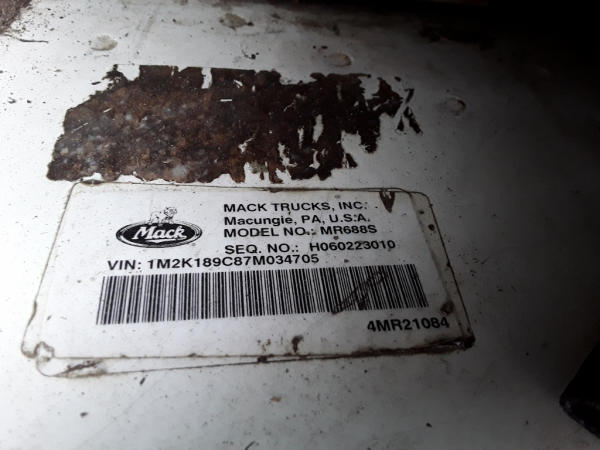 MACK TRUCKS, INC.
Macungie, PA, U.S.A.
MODEL NO.: MR688S
SEQ. NO.: H060223010
Mack
VIN: 1M2K189C87M034705
4MR21084